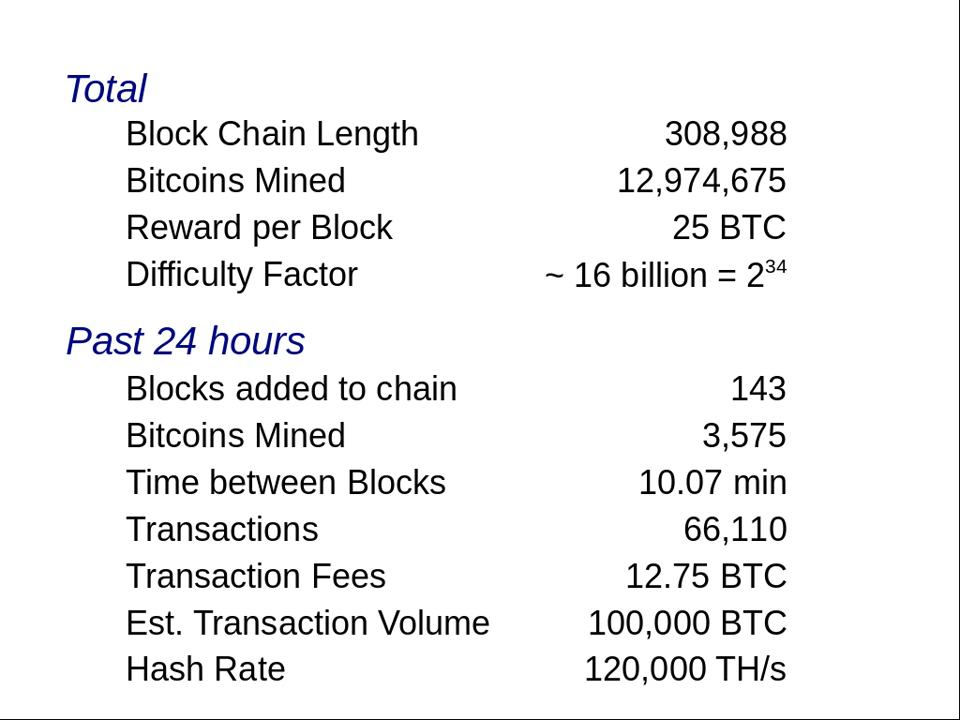 Total
Block Chain Length 308,988
Bitcoins Mined 12,974,675
Reward per Block 25 BTC
Difficulty Factor ~ 16 billion = 2³⁴
Past 24 hours
Blocks added to chain 143
Bitcoins Mined 3,575
Time between Blocks 10.07 min
Transactions 66,110
Transaction Fees 12.75 BTC
Est. Transaction Volume 100,000 BTC
Hash Rate 120,000 TH/s